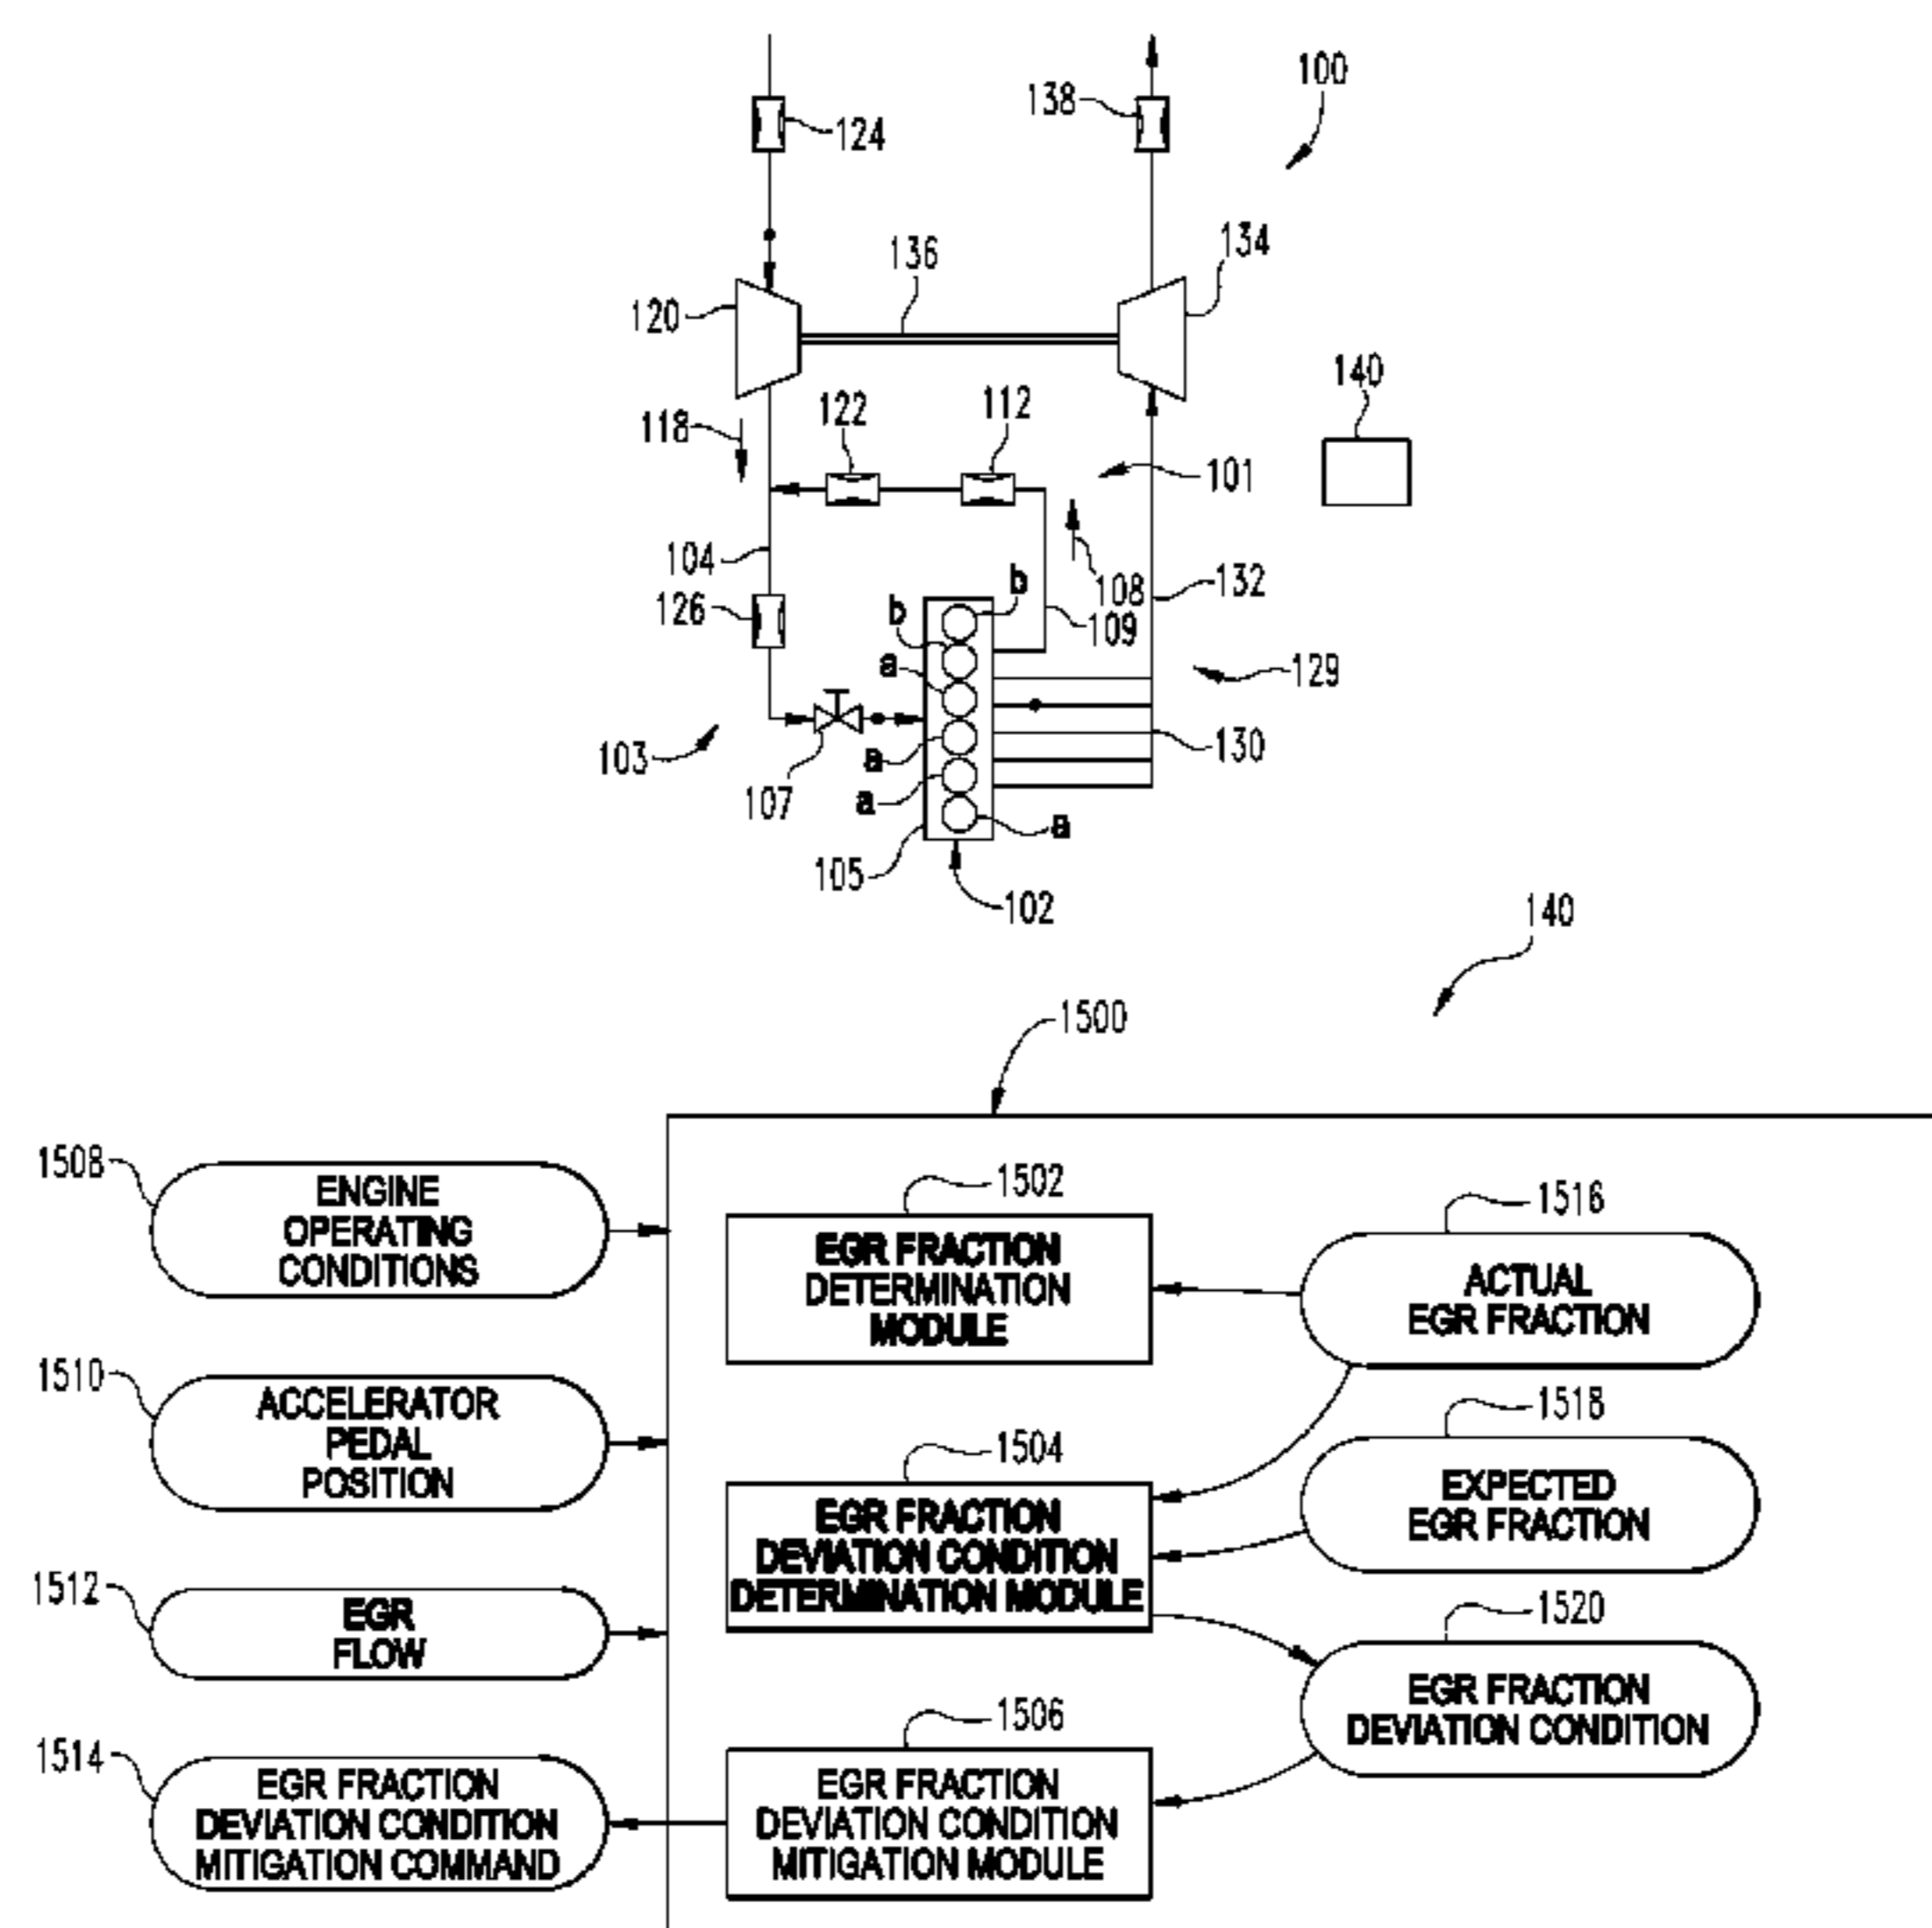 100
138
124
136
134
120
140
122
112
118
101
104
108
132
126
b
b
109
a
129
130
a
103
107
a
a
105
102
140
1500
1508
ENGINE
OPERATING
CONDITIONS
1502
EGR FRACTION
DETERMINATION
MODULE
1516
ACTUAL
EGR FRACTION
1510
ACCELERATOR
PEDAL
POSITION
1504
EGR FRACTION
DEVIATION CONDITION
DETERMINATION MODULE
1518
EXPECTED
EGR FRACTION
1512
EGR
FLOW
1520
EGR FRACTION
DEVIATION CONDITION
1514
EGR FRACTION
DEVIATION CONDITION
MITIGATION COMMAND
1506
EGR FRACTION
DEVIATION CONDITION
MITIGATION MODULE